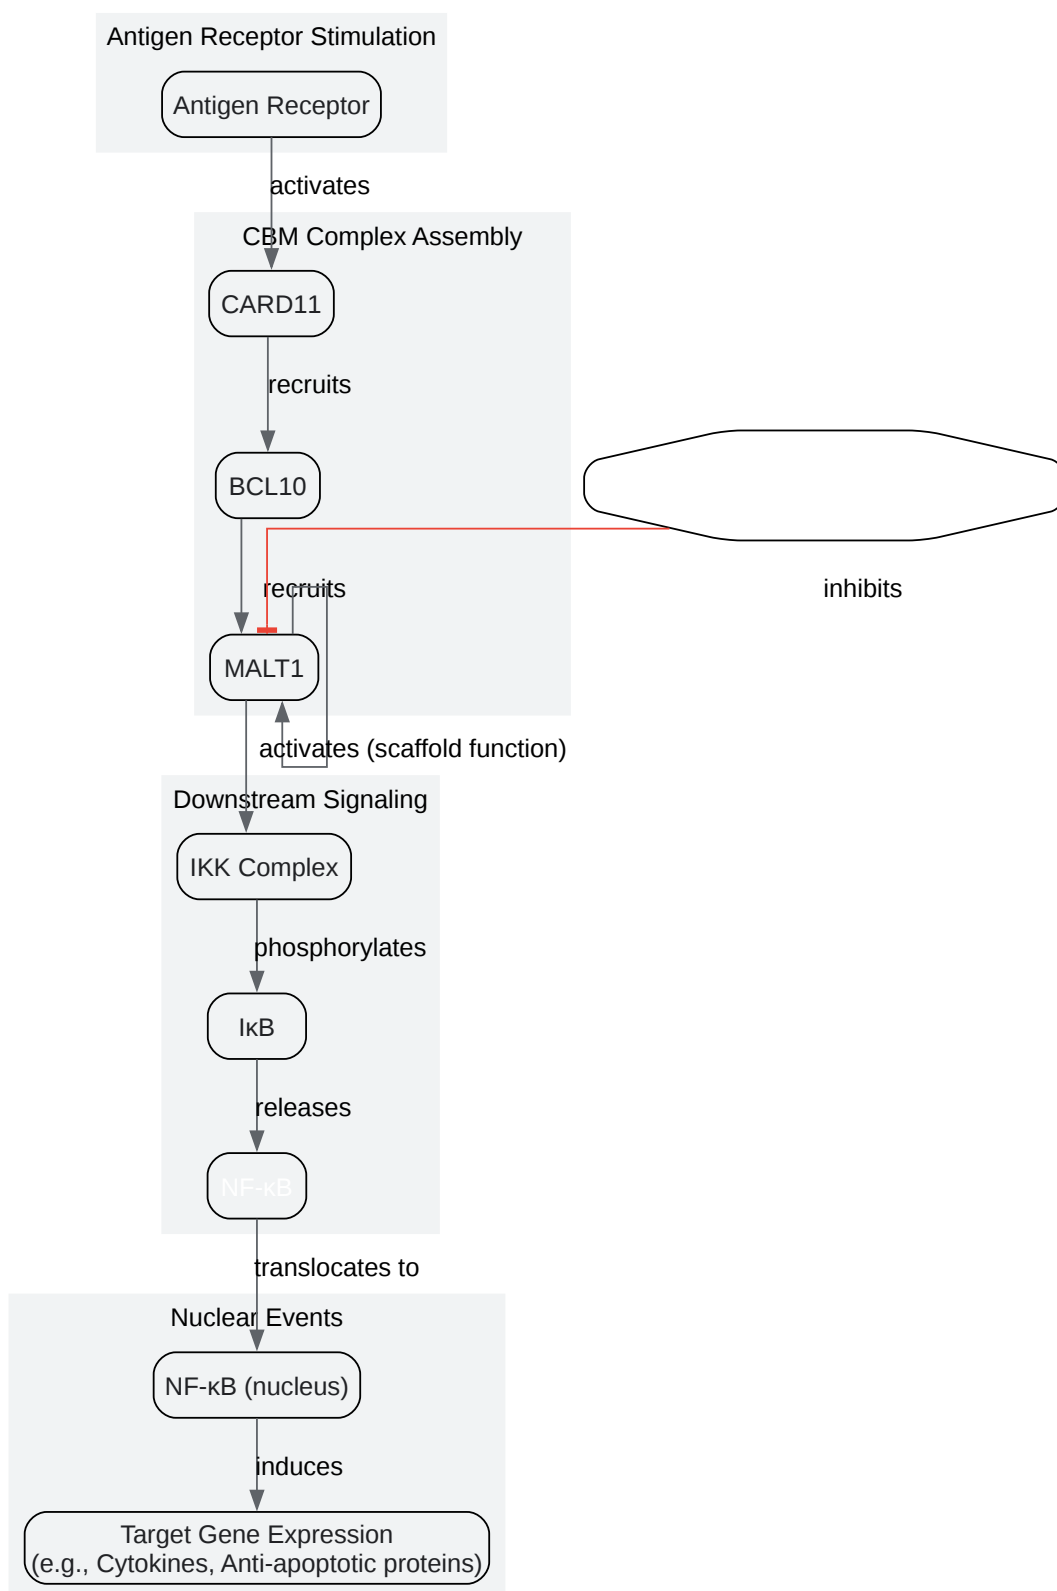 Antigen Receptor Stimulation
Antigen Receptor
activates
CBM Complex Assembly
CARD11
recruits
BCL10
recruits
inhibits
MALT1
activates (scaffold function)
Downstream Signaling
IKK Complex
phosphorylates
IκB
releases
NF-κB
translocates to
Nuclear Events
NF-κB (nucleus)
induces
Target Gene Expression
(e.g., Cytokines, Anti-apoptotic proteins)